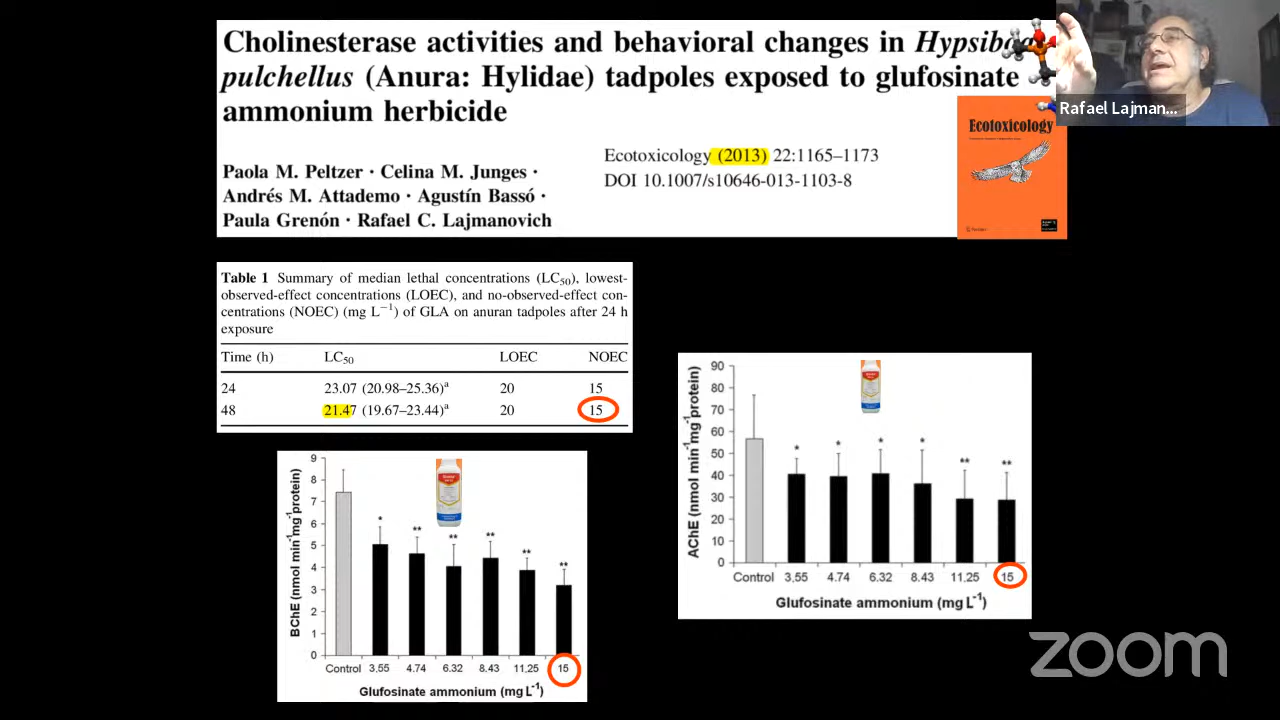 Cholinesterase activities and behavioral changes in Hypsiboas
pulchellus (Anura: Hylidae) tadpoles exposed to glufosinate
ammonium herbicide
Rafael Lajman...
Paola M. Peltzer · Celina M. Junges ·
Andrés M. Attademo · Agustín Bassó ·
Paula Grenón · Rafael C. Lajmanovich
Ecotoxicology (2013) 22:1165–1173
DOI 10.1007/s10646-013-1103-8
Ecotoxicology
Table 1 Summary of median lethal concentrations (LC50), lowest-
observed-effect concentrations (LOEC), and no-observed-effect con-
centrations (NOEC) (mg L−1) of GLA on anuran tadpoles after 24 h
exposure
Time (h) LC50 LOEC NOEC
24 23.07 (20.98–25.36)a 20 15
48 21.47 (19.67–23.44)a 20 15
BChE (nmol min-1mg-1protein)
9
8
7
6
5
4
3
2
1
0
* ** ** ** ** **
Control 3,55 4.74 6.32 8.43 11,25 15
Glufosinate ammonium (mg L-1)
AChE (nmol min-1mg-1protein)
90
80
70
60
50
40
30
20
10
0
* * * * ** **
Control 3,55 4.74 6.32 8.43 11.25 15
Glufosinate ammonium (mg L-1)
zoom